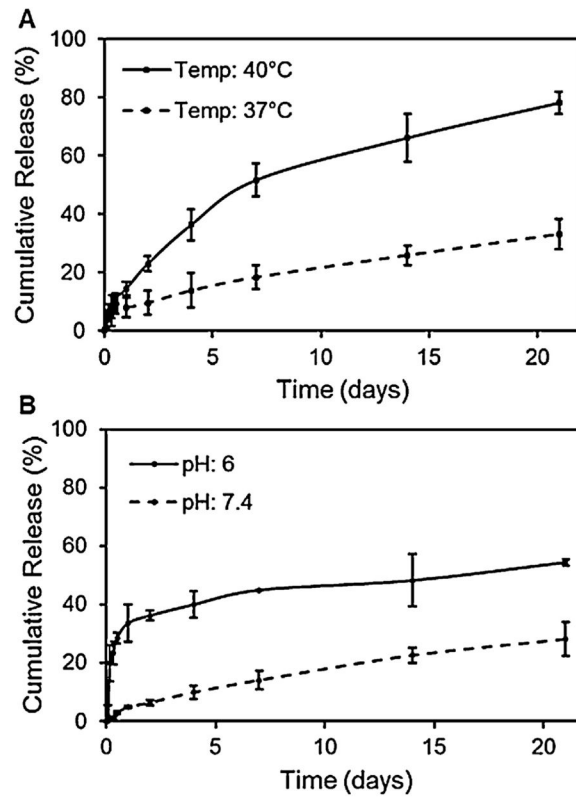 A
100
80
60
40
20
0
Cumulative Release (%)
Temp: 40°C
Temp: 37°C
0 5 10 15 20
Time (days)
B
100
80
60
40
20
0
Cumulative Release (%)
pH: 6
pH: 7.4
0 5 10 15 20
Time (days)